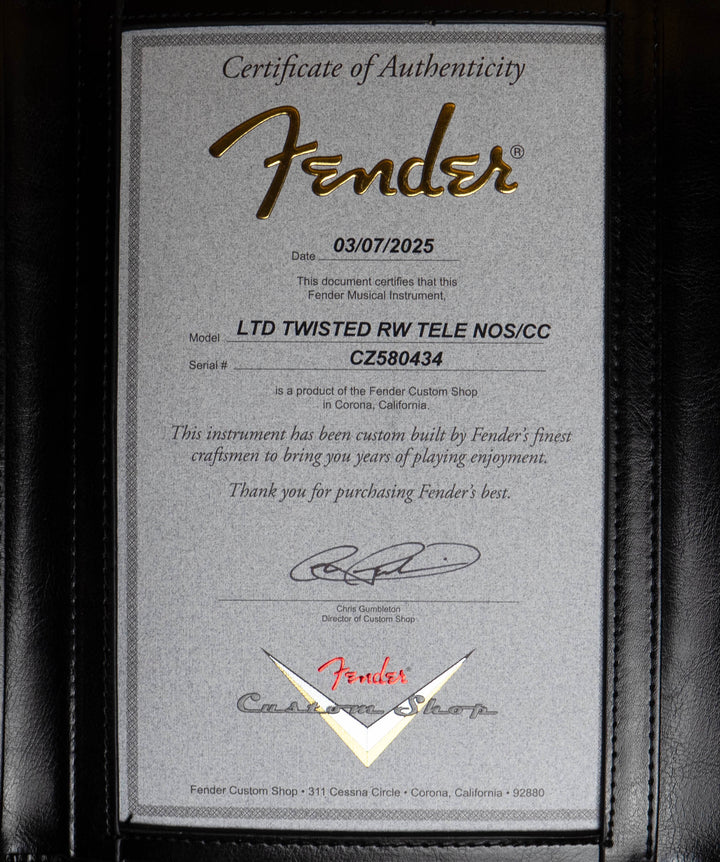 Certificate of Authenticity
Fender®
Date 03/07/2025
This document certifies that this
Fender Musical Instrument,
Model LTD TWISTED RW TELE NOS/CC
Serial # CZ580434
is a product of the Fender Custom Shop
in Corona, California.
This instrument has been custom built by Fender's finest
craftsmen to bring you years of playing enjoyment.
Thank you for purchasing Fender's best.
Chris Gumbleton
Director of Custom Shop
Fender®
Custom Shop
Fender Custom Shop • 311 Cessna Circle • Corona, California • 92880